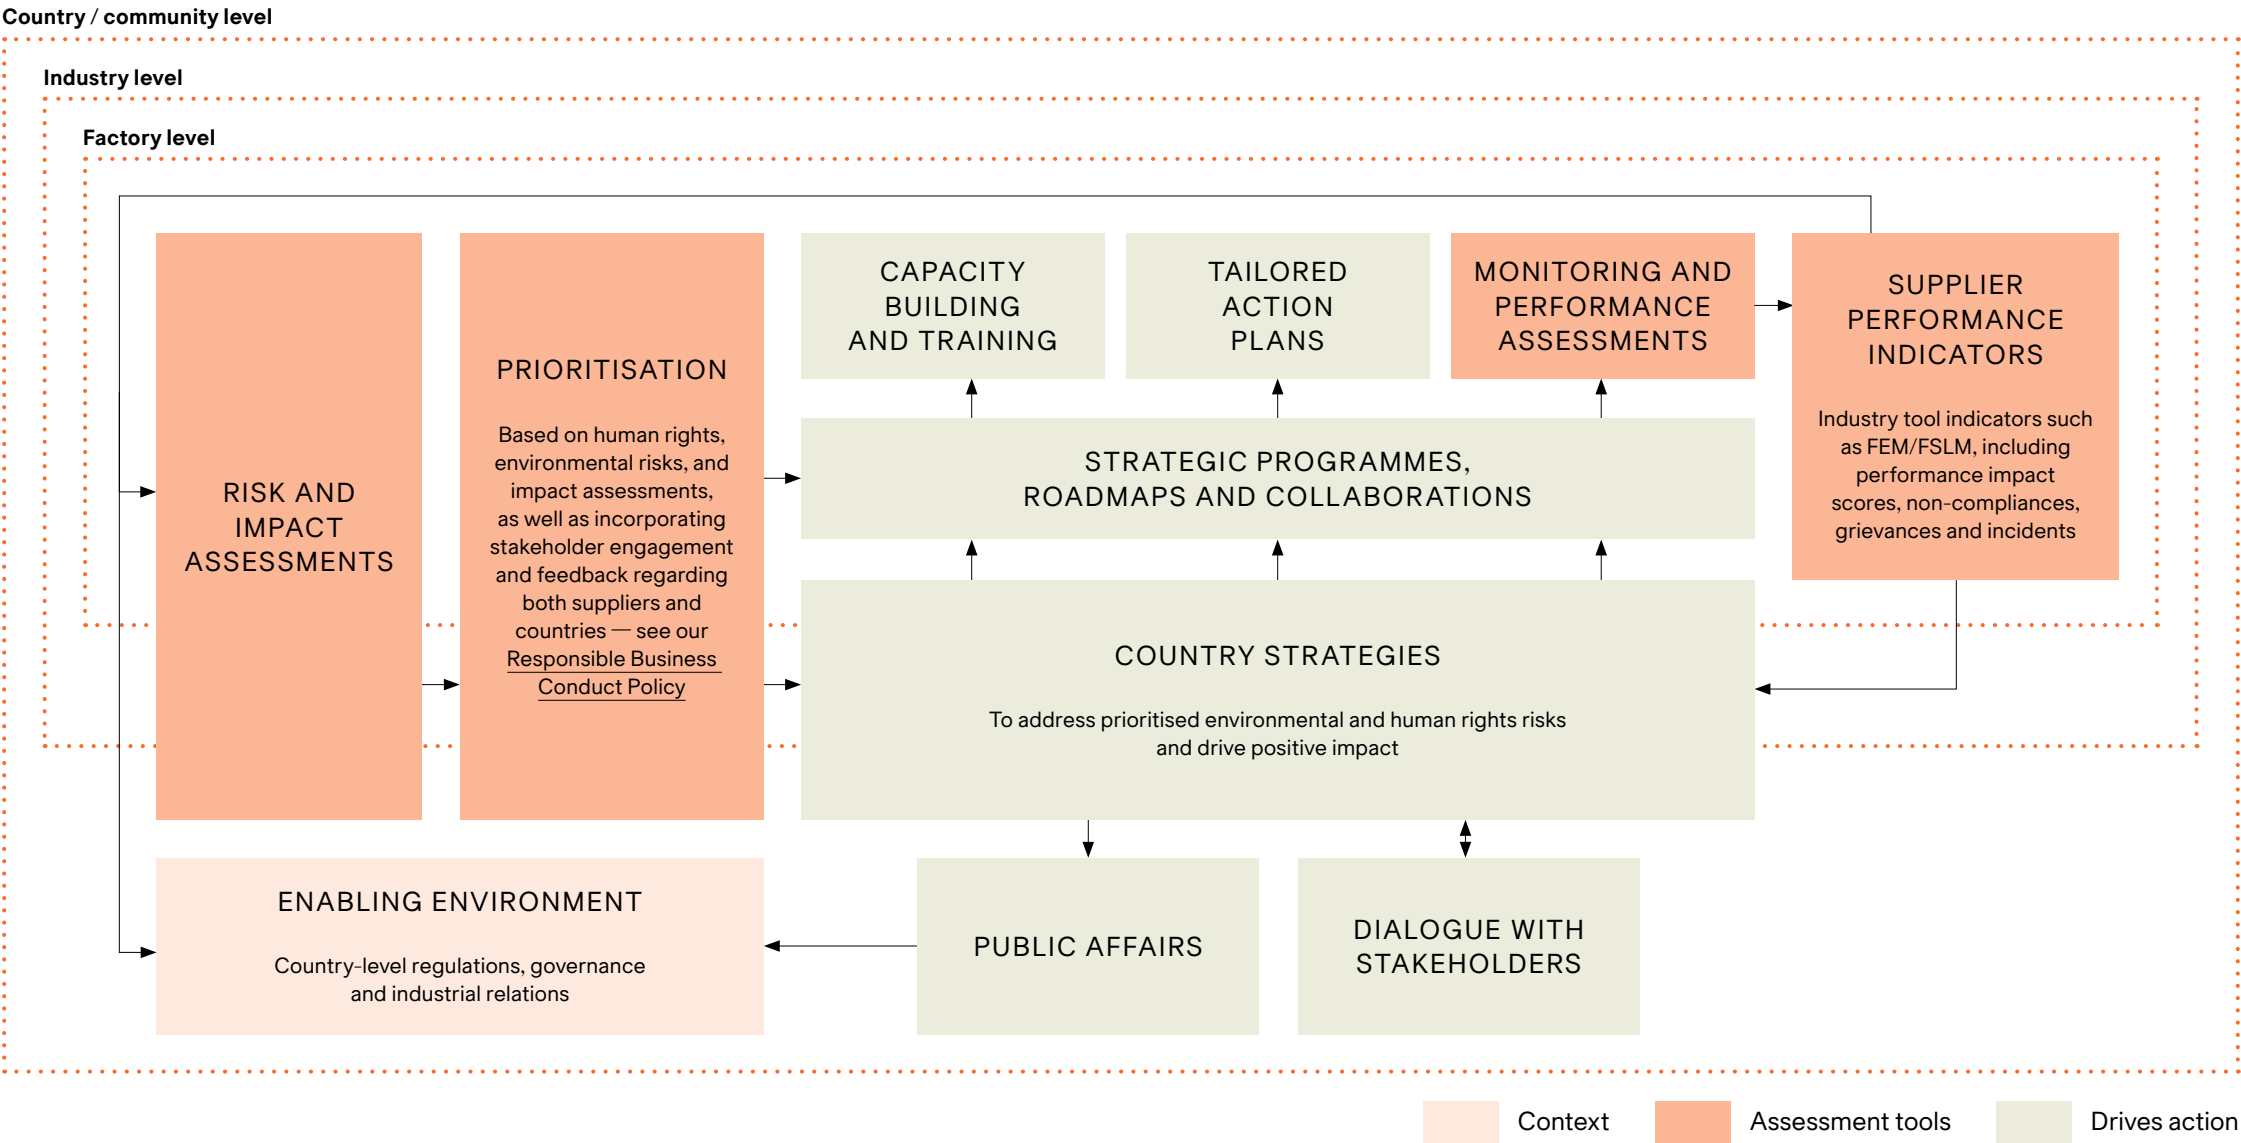 Country / community level
Industry level
Factory level
RISK AND
IMPACT
ASSESSMENTS
PRIORITISATION
Based on human rights,
environmental risks, and
impact assessments,
as well as incorporating
stakeholder engagement
and feedback regarding
both suppliers and
countries — see our
Responsible Business
Conduct Policy
CAPACITY
BUILDING
AND TRAINING
TAILORED
ACTION
PLANS
MONITORING AND
PERFORMANCE
ASSESSMENTS
SUPPLIER
PERFORMANCE
INDICATORS
Industry tool indicators such
as FEM/FSLM, including
performance impact
scores, non-compliances,
grievances and incidents
STRATEGIC PROGRAMMES,
ROADMAPS AND COLLABORATIONS
COUNTRY STRATEGIES
To address prioritised environmental and human rights risks
and drive positive impact
ENABLING ENVIRONMENT
Country-level regulations, governance
and industrial relations
PUBLIC AFFAIRS
DIALOGUE WITH
STAKEHOLDERS
Context
Assessment tools
Drives action